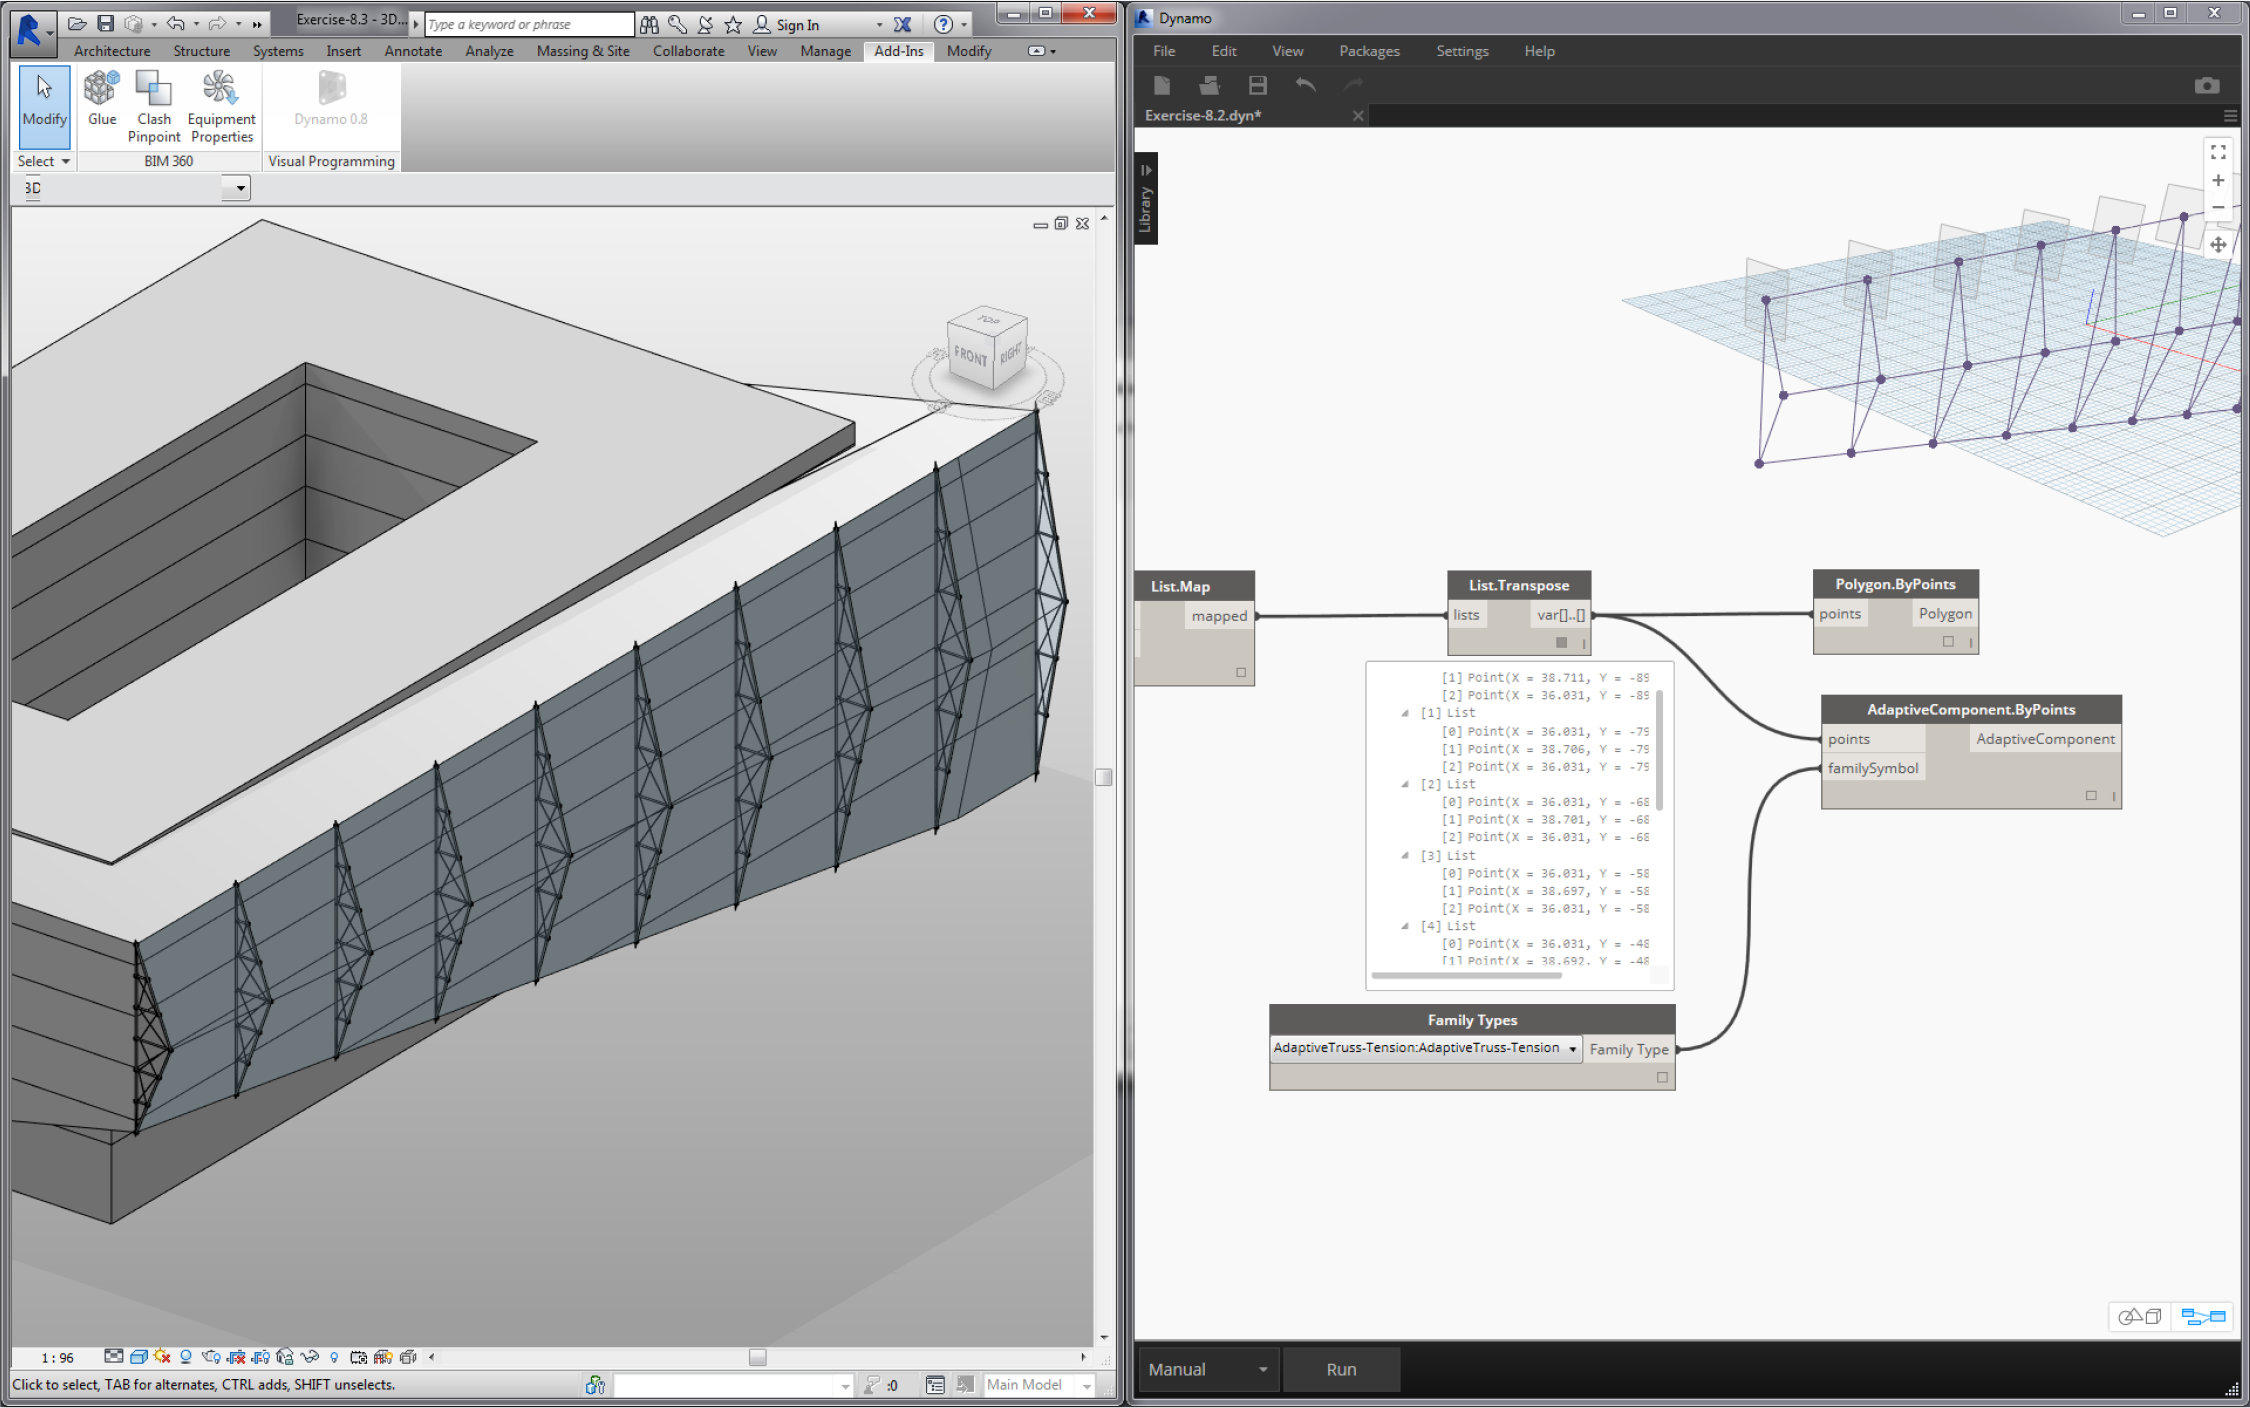 Exercise-8.3 - 3D...
Type a keyword or phrase
Sign In
Architecture Structure Systems Insert Annotate Analyze Massing & Site Collaborate View Manage Add-Ins Modify
Modify
Glue
Clash Pinpoint
Equipment Properties
Dynamo 0.8
Select
BIM 360
Visual Programming
3D
TOP
FRONT
RIGHT
1 : 96
Click to select, TAB for alternates, CTRL adds, SHIFT unselects.
:0
Main Model
Dynamo
File Edit View Packages Settings Help
Exercise-8.2.dyn*
Library
List.Map
mapped
List.Transpose
lists
var[]..[]
Polygon.ByPoints
points
Polygon
AdaptiveComponent.ByPoints
points
AdaptiveComponent
familySymbol
[1] Point(X = 38.711, Y = -89
[2] Point(X = 36.031, Y = -89
[1] List
[0] Point(X = 36.031, Y = -79
[1] Point(X = 38.706, Y = -79
[2] Point(X = 36.031, Y = -79
[2] List
[0] Point(X = 36.031, Y = -68
[1] Point(X = 38.701, Y = -68
[2] Point(X = 36.031, Y = -68
[3] List
[0] Point(X = 36.031, Y = -58
[1] Point(X = 38.697, Y = -58
[2] Point(X = 36.031, Y = -58
[4] List
[0] Point(X = 36.031, Y = -48
[1] Point(X = 38.692, Y = -48
Family Types
AdaptiveTruss-Tension:AdaptiveTruss-Tension
Family Type
Manual
Run